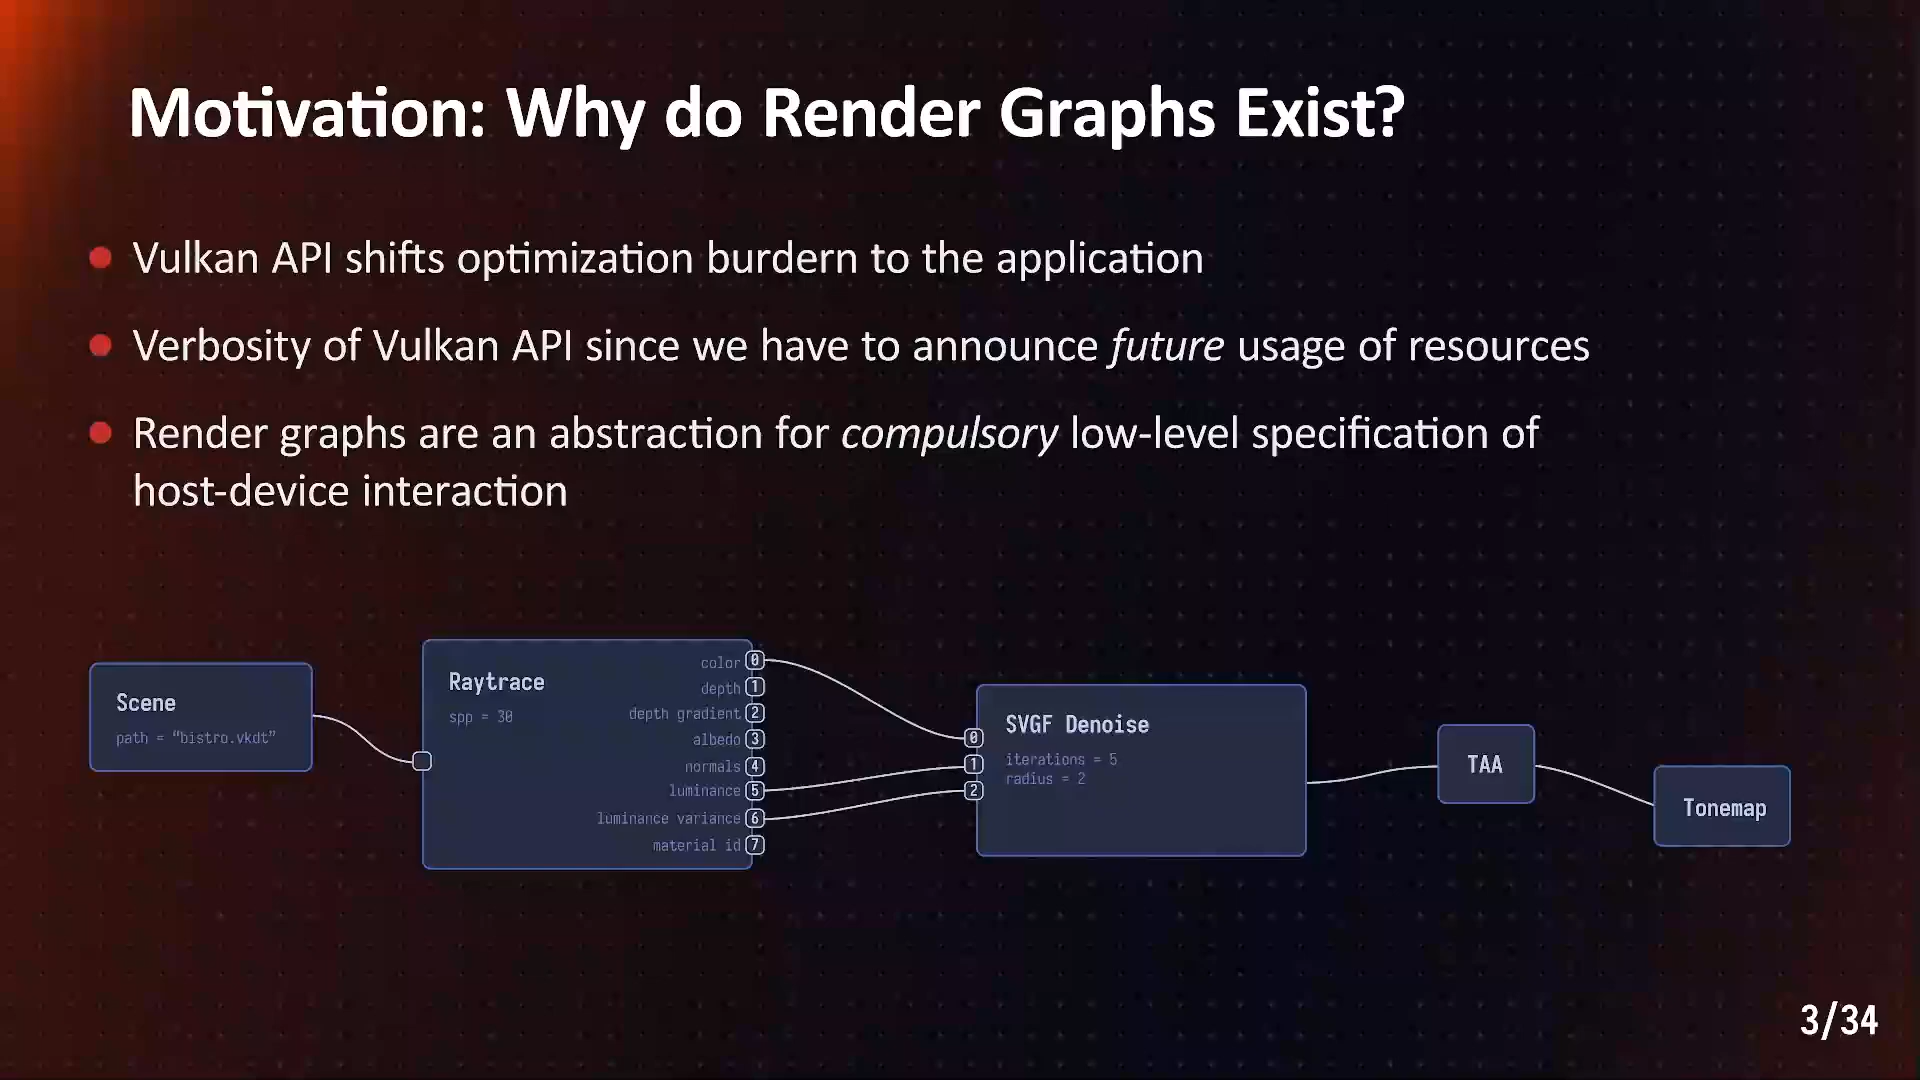 Motivation: Why do Render Graphs Exist?
Vulkan API shifts optimization burdern to the application
Verbosity of Vulkan API since we have to announce future usage of resources
Render graphs are an abstraction for compulsory low-level specification of
host-device interaction
Scene
path = “bistro.vkdt”
Raytrace
spp = 30
color 0
depth 1
depth gradient 2
albedo 3
normals 4
luminance 5
luminance variance 6
material id 7
0
1
2
SVGF Denoise
iterations = 5
radius = 2
TAA
Tonemap
3/34